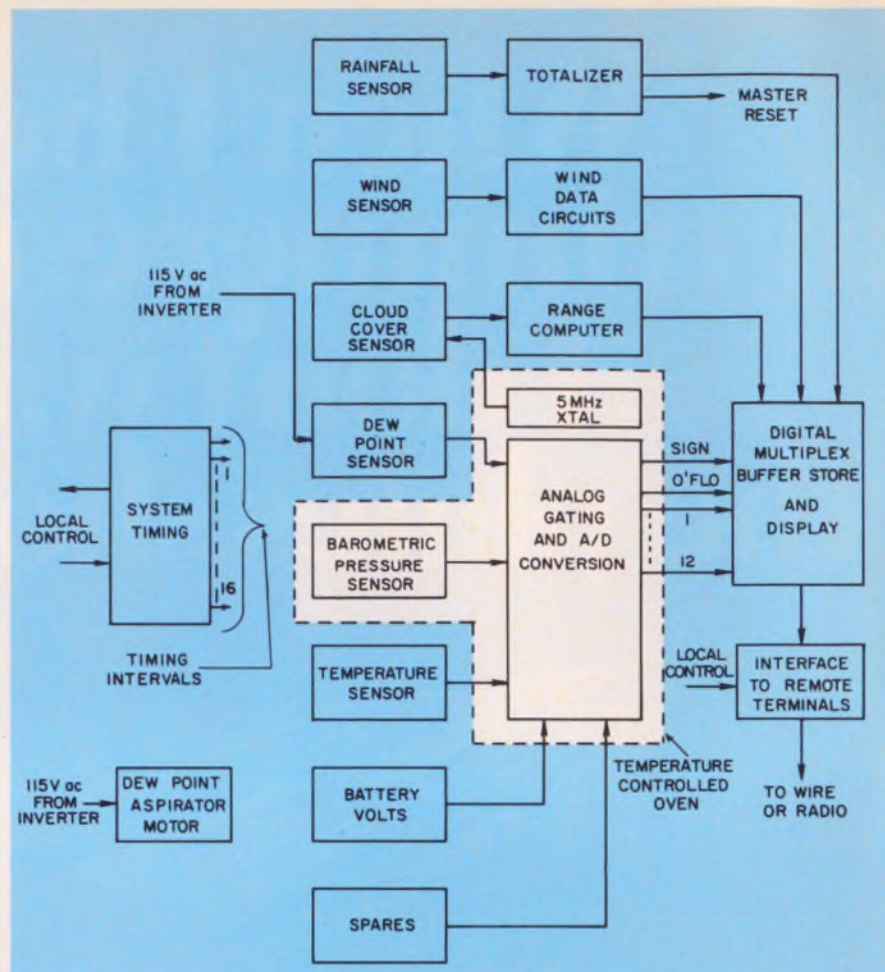 RAINFALL
SENSOR
TOTALIZER
MASTER
RESET
WIND
SENSOR
WIND
DATA
CIRCUITS
115 V ac
FROM
INVERTER
CLOUD
COVER
SENSOR
RANGE
COMPUTER
5 MHz
XTAL
DEW
POINT
SENSOR
SIGN
O'FLO
1
12
DIGITAL
MULTIPLEX
BUFFER STORE
AND
DISPLAY
ANALOG
GATING
AND A/D
CONVERSION
LOCAL
CONTROL
SYSTEM
TIMING
1
16
BAROMETRIC
PRESSURE
SENSOR
TIMING
INTERVALS
TEMPERATURE
SENSOR
LOCAL
CONTROL
INTERFACE
TO REMOTE
TERMINALS
TEMPERATURE
CONTROLLED
OVEN
115V ac
FROM
INVERTER
DEW POINT
ASPIRATOR
MOTOR
BATTERY
VOLTS
TO WIRE
OR RADIO
SPARES